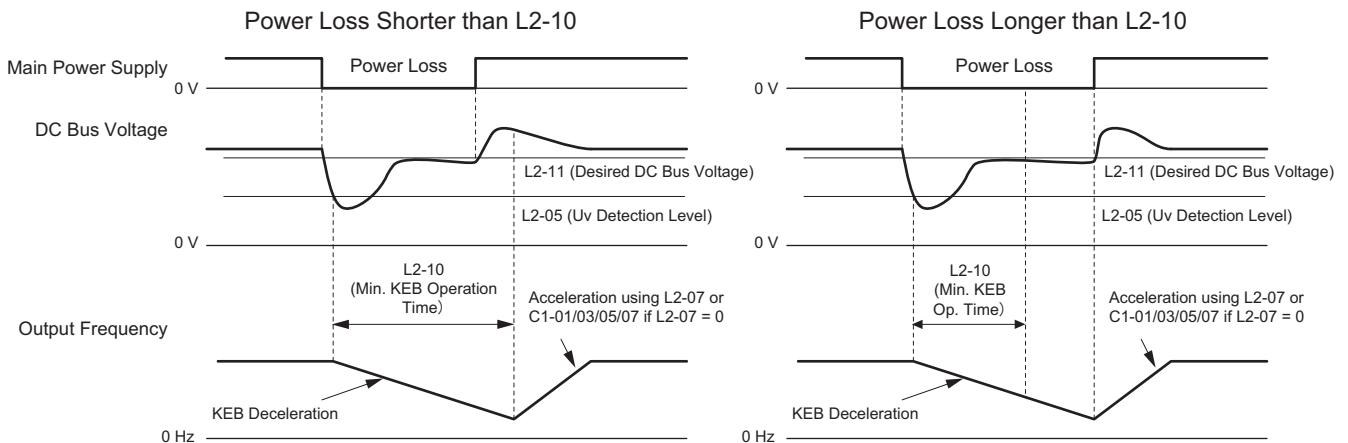 Power Loss Shorter than L2-10
Power Loss Longer than L2-10
Main Power Supply
Power Loss
0 V
DC Bus Voltage
L2-11 (Desired DC Bus Voltage)
L2-05 (Uv Detection Level)
0 V
L2-10
(Min. KEB Operation
Time)
Acceleration using L2-07 or
C1-01/03/05/07 if L2-07 = 0
Output Frequency
KEB Deceleration
0 Hz
Power Loss
0 V
L2-11 (Desired DC Bus Voltage)
L2-05 (Uv Detection Level)
0 V
L2-10
(Min. KEB
Op. Time)
Acceleration using L2-07 or
C1-01/03/05/07 if L2-07 = 0
KEB Deceleration
0 Hz